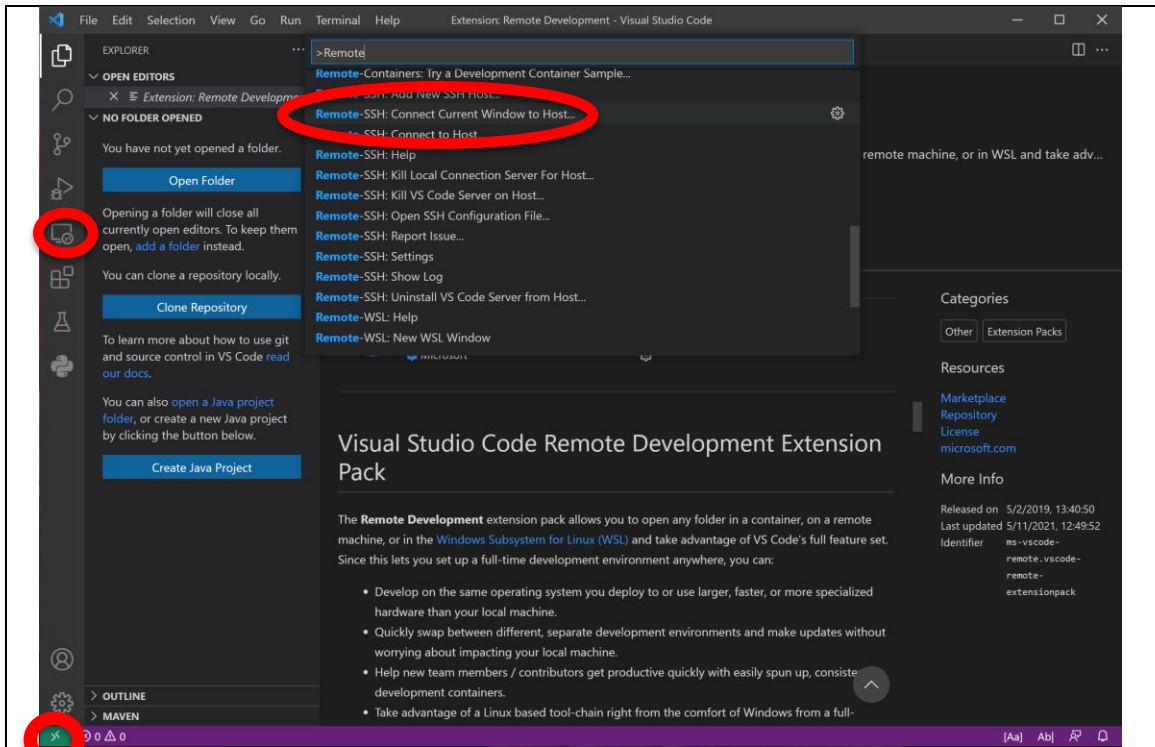 File Edit Selection View Go Run Terminal Help Extension: Remote Development - Visual Studio Code
EXPLORER
OPEN EDITORS
Extension: Remote Developme
NO FOLDER OPENED
You have not yet opened a folder.
Open Folder
Opening a folder will close all
currently open editors. To keep them
open, add a folder instead.
You can clone a repository locally.
Clone Repository
To learn more about how to use git
and source control in VS Code read
our docs.
You can also open a Java project
folder, or create a new Java project
by clicking the button below.
Create Java Project
OUTLINE
MAVEN
>Remote
Remote-Containers: Try a Development Container Sample...
Remote-SSH: Add New SSH Host...
Remote-SSH: Connect Current Window to Host...
Remote-SSH: Connect to Host...
Remote-SSH: Help
Remote-SSH: Kill Local Connection Server For Host...
Remote-SSH: Kill VS Code Server on Host...
Remote-SSH: Open SSH Configuration File...
Remote-SSH: Report Issue...
Remote-SSH: Settings
Remote-SSH: Show Log
Remote-SSH: Uninstall VS Code Server from Host...
Remote-WSL: Help
Remote-WSL: New WSL Window
remote machine, or in WSL and take adv...
Microsoft
Visual Studio Code Remote Development Extension
Pack
The Remote Development extension pack allows you to open any folder in a container, on a remote
machine, or in the Windows Subsystem for Linux (WSL) and take advantage of VS Code's full feature set.
Since this lets you set up a full-time development environment anywhere, you can:
• Develop on the same operating system you deploy to or use larger, faster, or more specialized
hardware than your local machine.
• Quickly swap between different, separate development environments and make updates without
worrying about impacting your local machine.
• Help new team members / contributors get productive quickly with easily spun up, consiste
development containers.
• Take advantage of a Linux based tool-chain right from the comfort of Windows from a full-
Categories
Other Extension Packs
Resources
Marketplace
Repository
License
microsoft.com
More Info
Released on 5/2/2019, 13:40:50
Last updated 5/11/2021, 12:49:52
Identifier ms-vscode-
remote.vscode-
remote-
extensionpack
0 0 [Aa] Ab|